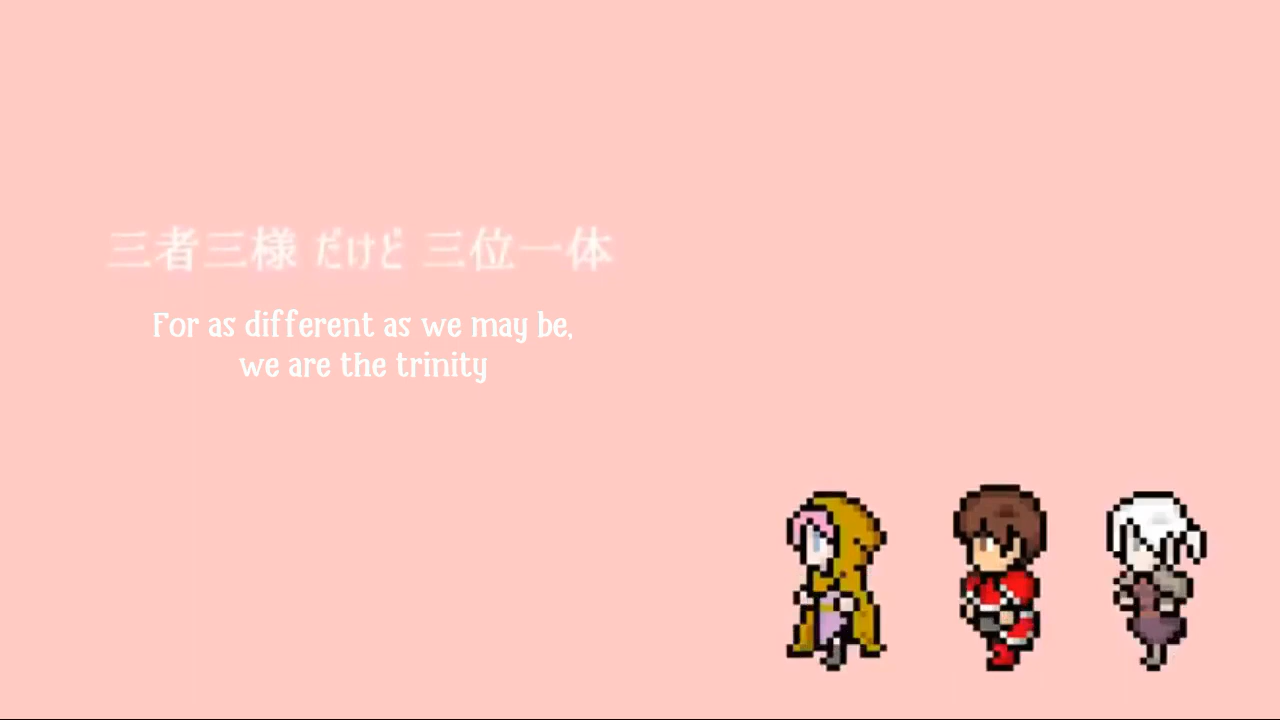 三者三様 だけど 三位一体
For as different as we may be,
we are the trinity